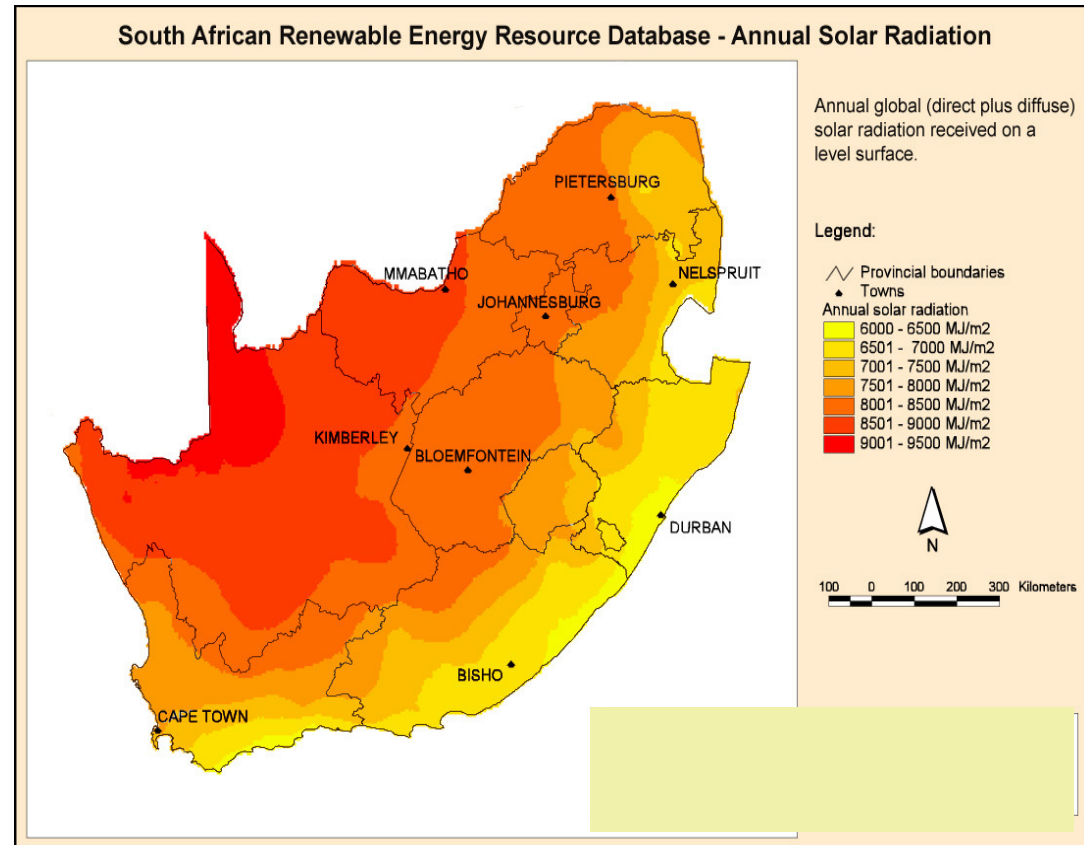 South African Renewable Energy Resource Database - Annual Solar Radiation
Annual global (direct plus diffuse)
solar radiation received on a
level surface.
PIETERSBURG
Legend:
MMABATHO
NELSPRUIT
Provincial boundaries
JOHANNESBURG
Towns
Annual solar radiation
6000 - 6500 MJ/m2
6501 - 7000 MJ/m2
7001 - 7500 MJ/m2
7501 - 8000 MJ/m2
8001 - 8500 MJ/m2
8501 - 9000 MJ/m2
9001 - 9500 MJ/m2
KIMBERLEY
BLOEMFONTEIN
DURBAN
N
100 0 100 200 300 Kilometers
BISHO
CAPE TOWN